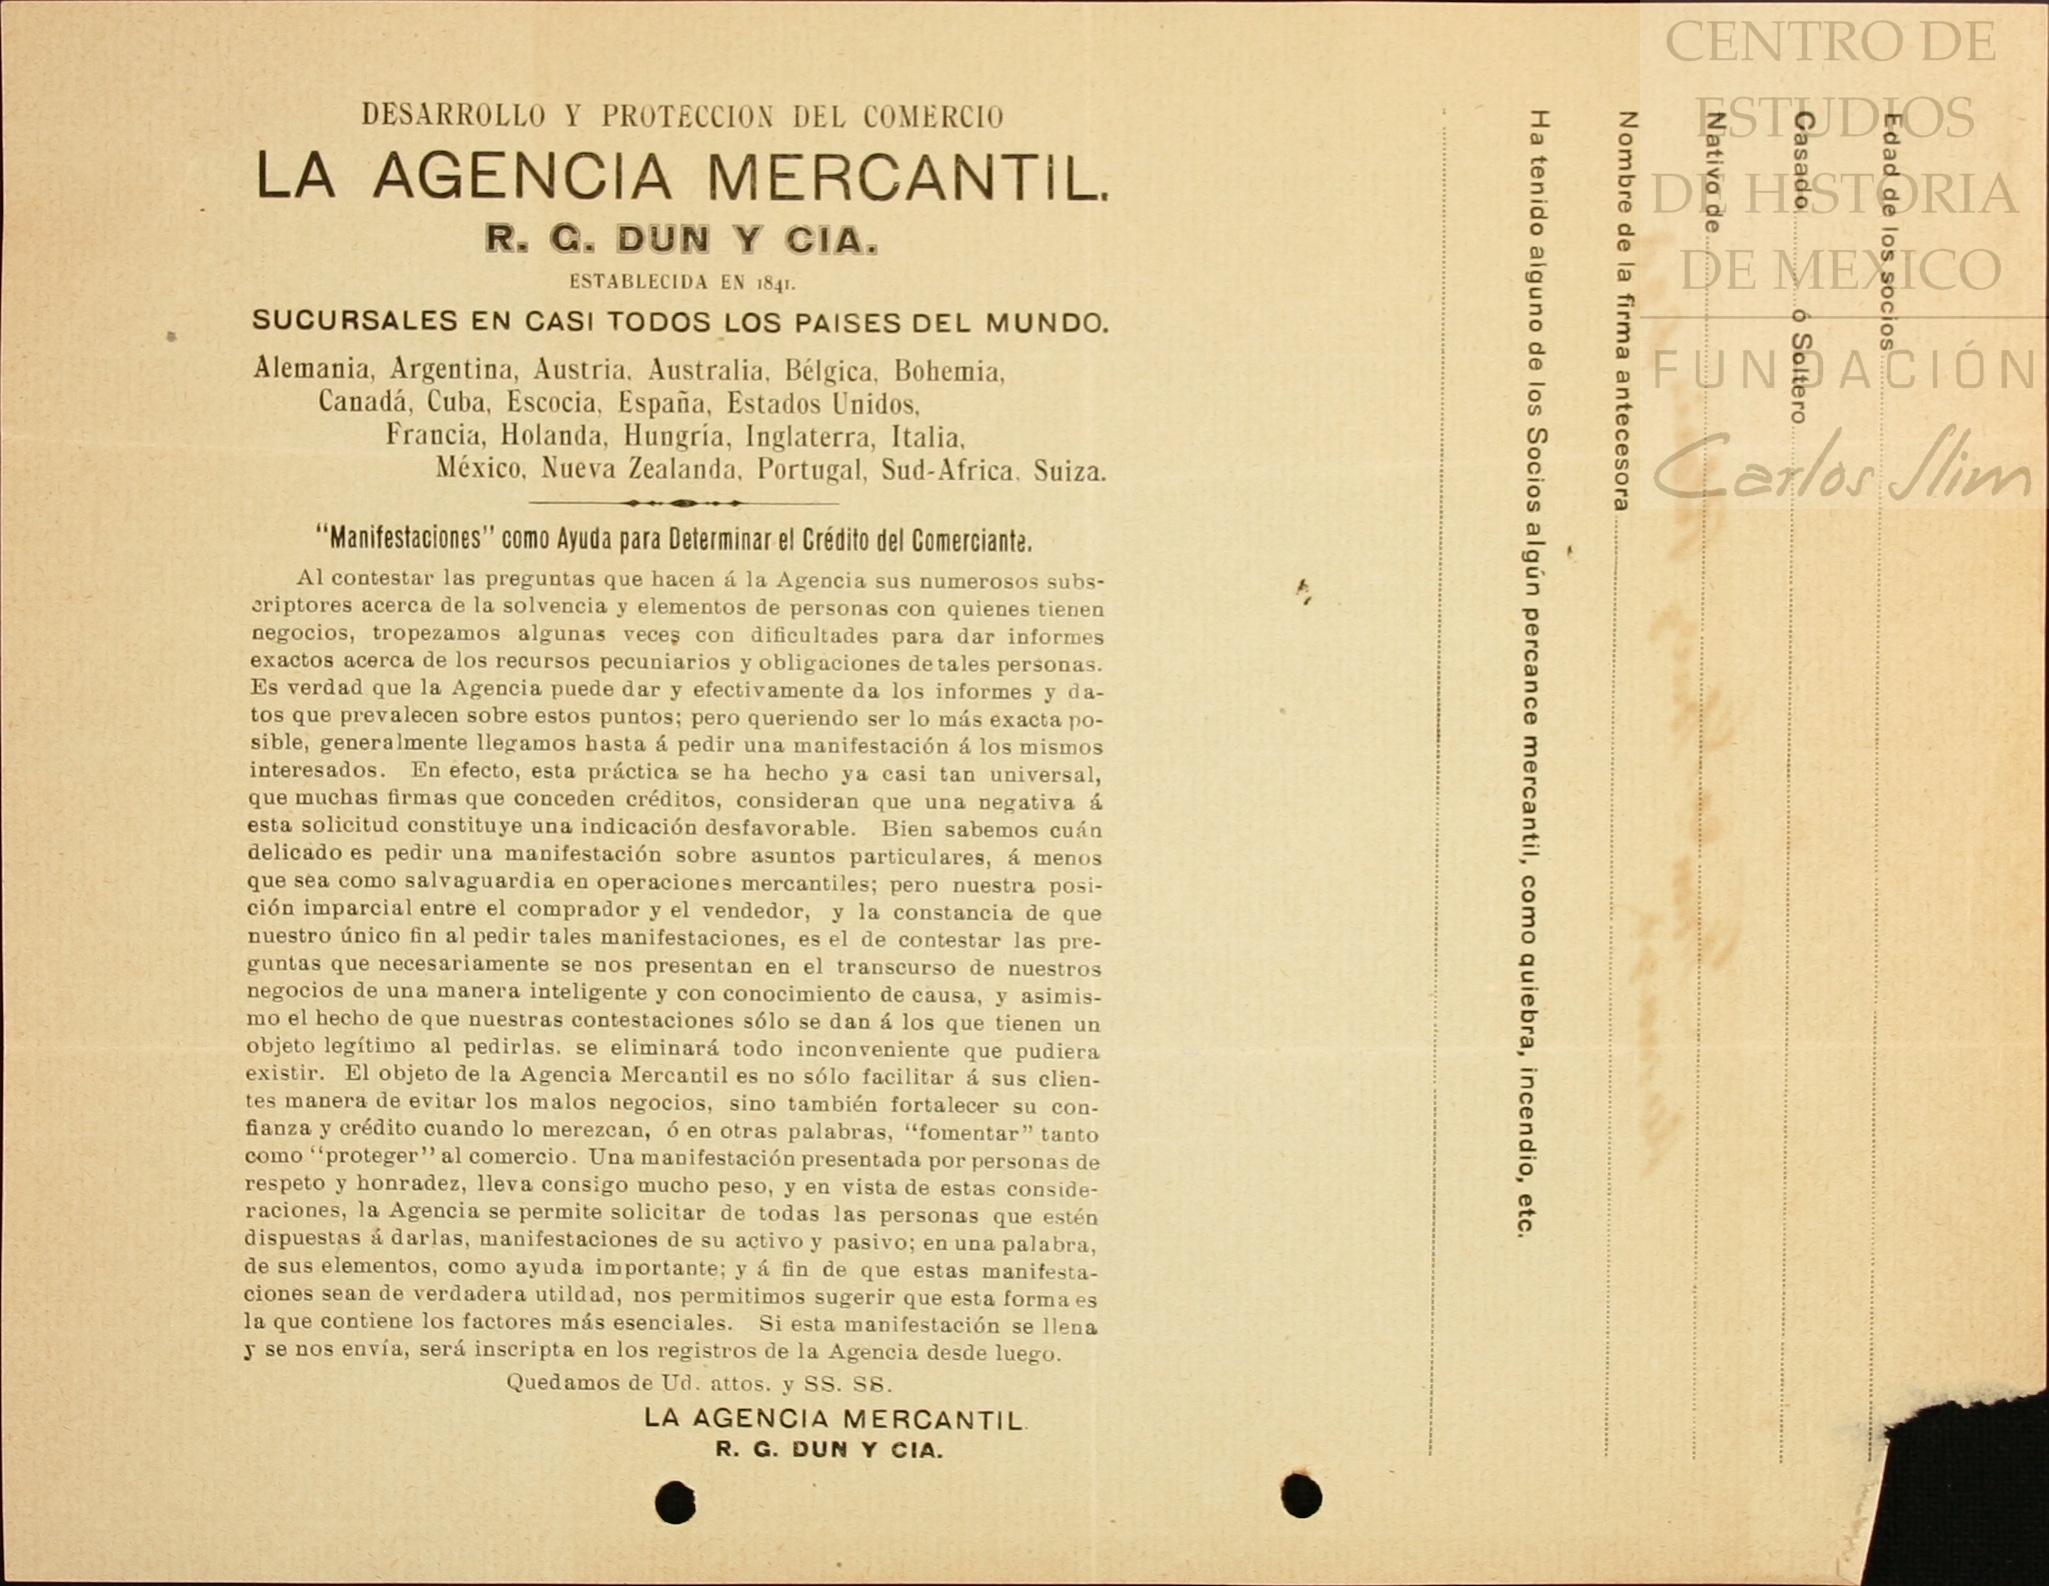 DESARROLLO Y PROTECCION DEL COMERCIO
LA AGENCIA MERCANTIL.
R. G. DUN Y CIA.
ESTABLECIDA EN 1841.
SUCURSALES EN CASI TODOS LOS PAISES DEL MUNDO.
Alemania, Argentina, Austria, Australia, Bélgica, Bohemia,
Canadá, Cuba, Escocia, España, Estados Unidos,
Francia, Holanda, Hungría, Inglaterra, Italia,
México, Nueva Zealanda, Portugal, Sud-Africa, Suiza.
"Manifestaciones" como Ayuda para Determinar el Crédito del Comerciante.
Al contestar las preguntas que hacen á la Agencia sus numerosos subs-
criptores acerca de la solvencia y elementos de personas con quienes tienen
negocios, tropezamos algunas veces con dificultades para dar informes
exactos acerca de los recursos pecuniarios y obligaciones de tales personas.
Es verdad que la Agencia puede dar y efectivamente da los informes y da-
tos que prevalecen sobre estos puntos; pero queriendo ser lo más exacta po-
sible, generalmente llegamos hasta á pedir una manifestación á los mismos
interesados. En efecto, esta práctica se ha hecho ya casi tan universal,
que muchas firmas que conceden créditos, consideran que una negativa á
esta solicitud constituye una indicación desfavorable. Bien sabemos cuán
delicado es pedir una manifestación sobre asuntos particulares, á menos
que sea como salvaguardia en operaciones mercantiles; pero nuestra posi-
ción imparcial entre el comprador y el vendedor, y la constancia de que
nuestro único fin al pedir tales manifestaciones, es el de contestar las pre-
guntas que necesariamente se nos presentan en el transcurso de nuestros
negocios de una manera inteligente y con conocimiento de causa, y asimis-
mo el hecho de que nuestras contestaciones sólo se dan á los que tienen un
objeto legítimo al pedirlas. se eliminará todo inconveniente que pudiera
existir. El objeto de la Agencia Mercantil es no sólo facilitar á sus clien-
tes manera de evitar los malos negocios, sino también fortalecer su con-
fianza y crédito cuando lo merezcan, ó en otras palabras, "fomentar" tanto
como "proteger" al comercio. Una manifestación presentada por personas de
respeto y honradez, lleva consigo mucho peso, y en vista de estas conside-
raciones, la Agencia se permite solicitar de todas las personas que estén
dispuestas á darlas, manifestaciones de su activo y pasivo; en una palabra,
de sus elementos, como ayuda importante; y á fin de que estas manifesta-
ciones sean de verdadera utildad, nos permitimos sugerir que esta forma es
la que contiene los factores más esenciales. Si esta manifestación se llena
y se nos envía, será inscripta en los registros de la Agencia desde luego.
Quedamos de Ud. attos. y SS. SS.
LA AGENCIA MERCANTIL.
R. G. DUN Y CIA.
Edad de los socios
Casado ó Soltero
Nativo de
Nombre de la firma antecesora
Ha tenido alguno de los Socios algún percance mercantil, como quiebra, incendio, etc.
CENTRO DE
ESTUDIOS
DE HISTORIA
DE MEXICO
FUNDACIÓN
Carlos Slim